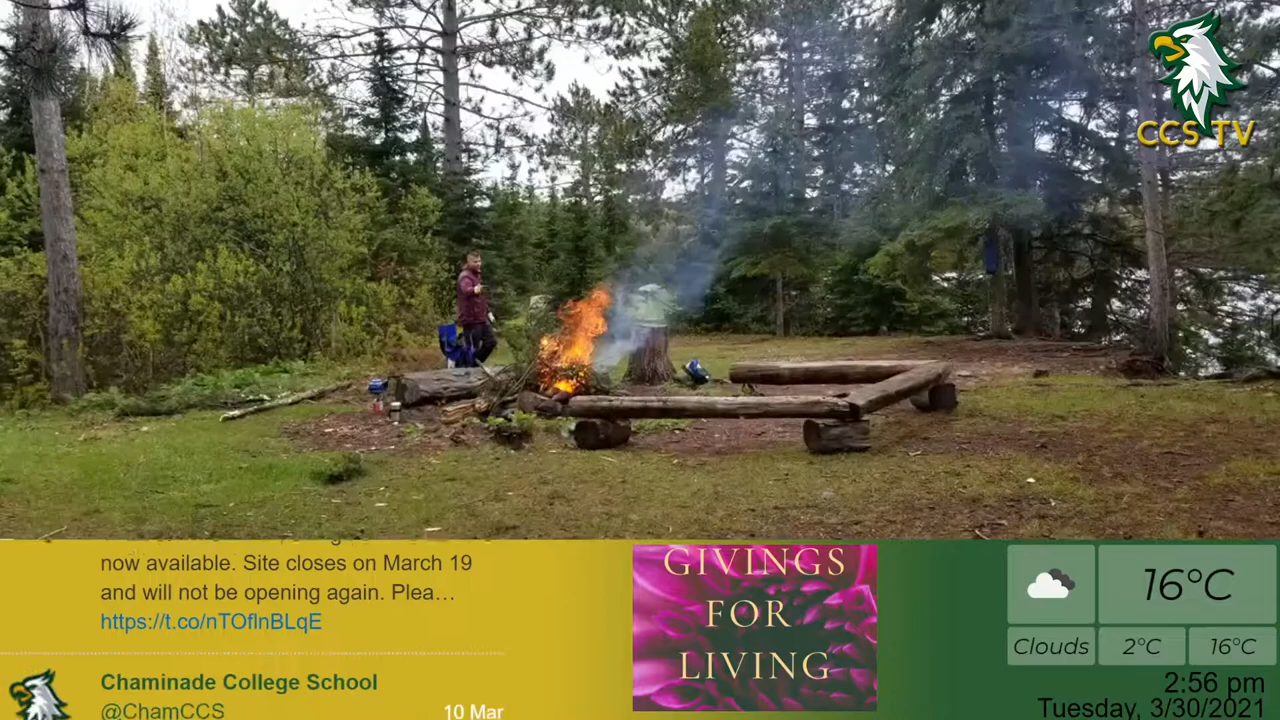 CCS TV
now available. Site closes on March 19
and will not be opening again. Plea…
https://t.co/nTOflnBLqE
Chaminade College School
@ChamCCS
10 Mar
GIVINGS
FOR
LIVING
16°C
Clouds
2°C
16°C
2:56 pm
Tuesday, 3/30/2021